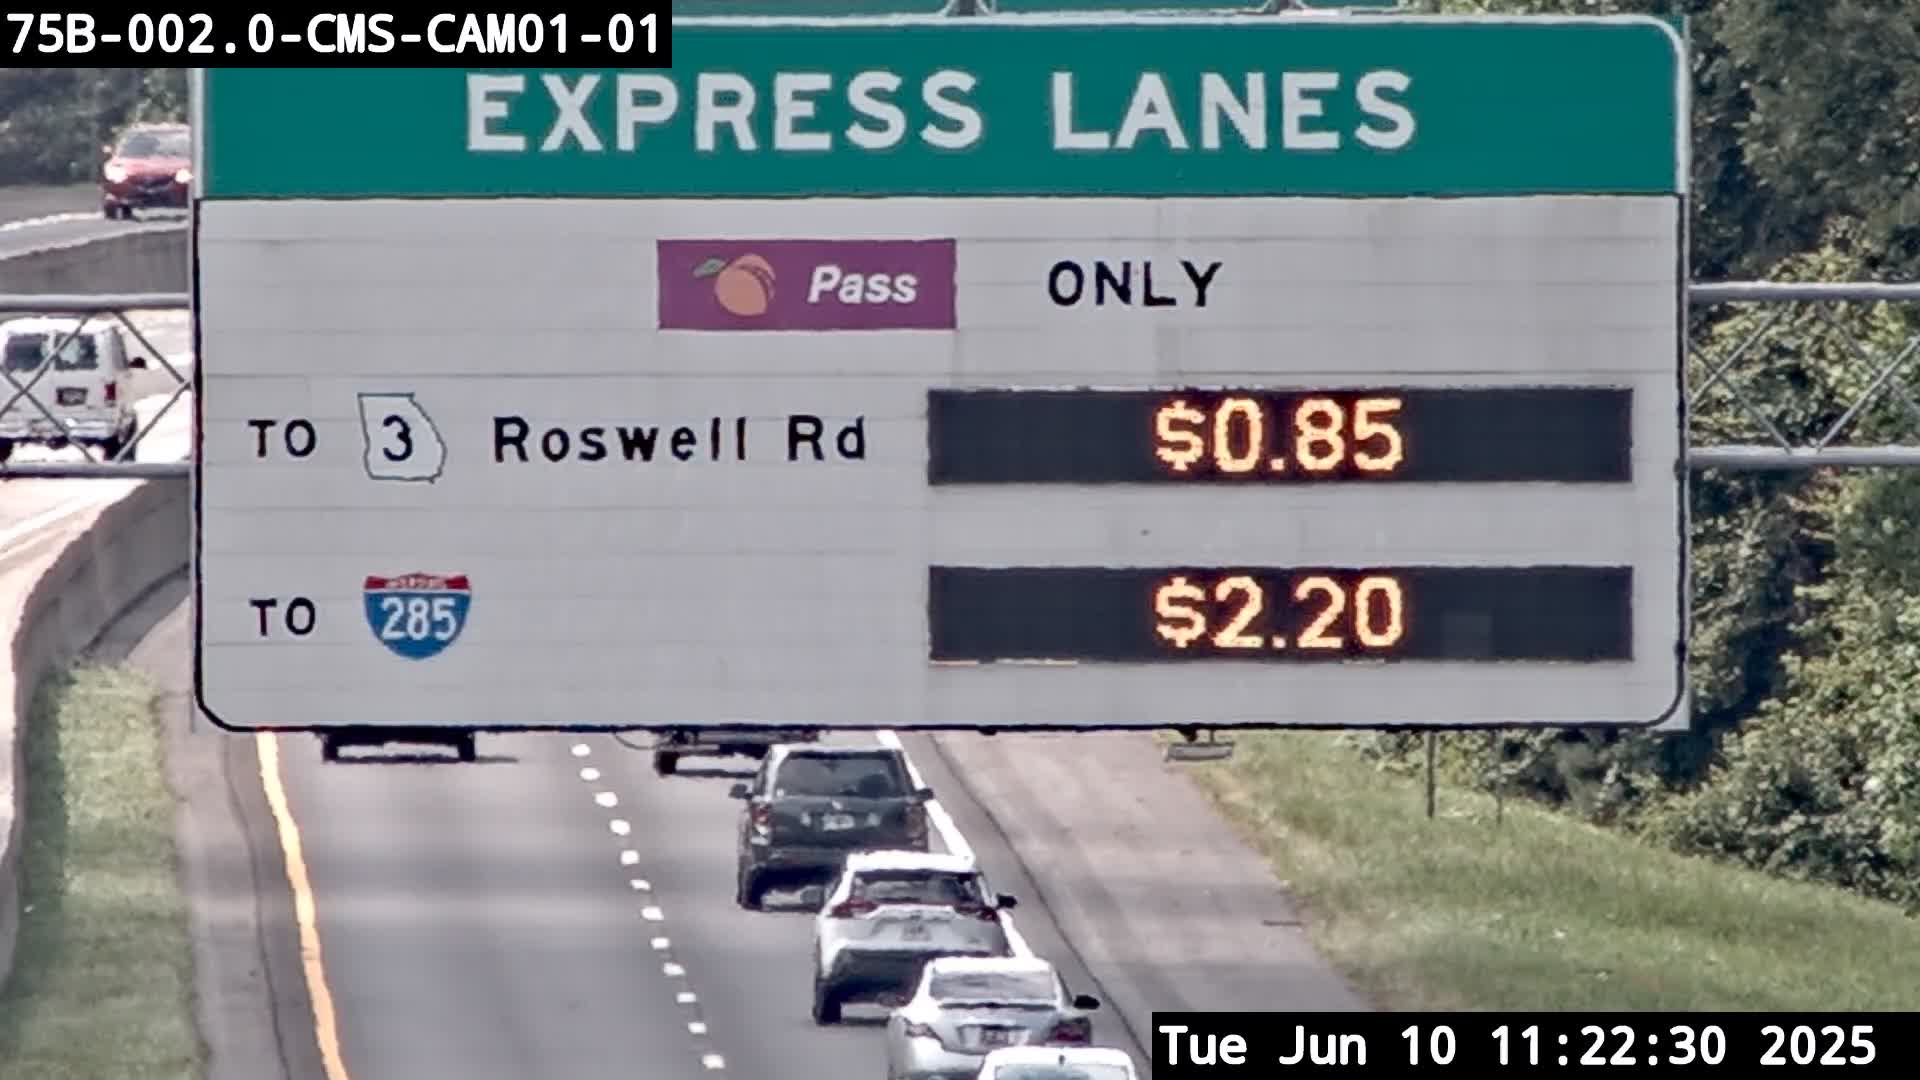 75B-002.0-CMS-CAM01-01
EXPRESS LANES
Pass ONLY
TO 3 Roswell Rd $0.85
TO 285 $2.20
Tue Jun 10 11:22:30 2025